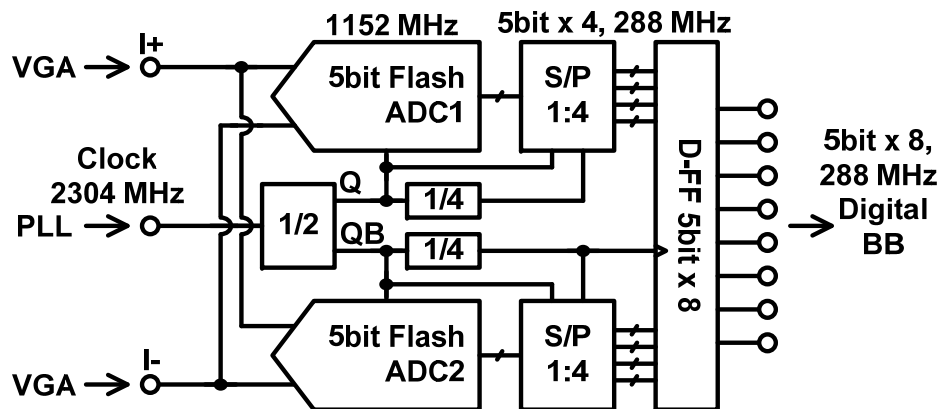 1152 MHz
5bit x 4, 288 MHz
VGA
I+
5bit Flash
ADC1
S/P
1:4
Clock
2304 MHz
PLL
1/2
Q
1/4
QB
1/4
D-FF 5bit x 8
5bit x 8,
288 MHz
Digital
BB
5bit Flash
ADC2
S/P
1:4
VGA
I-